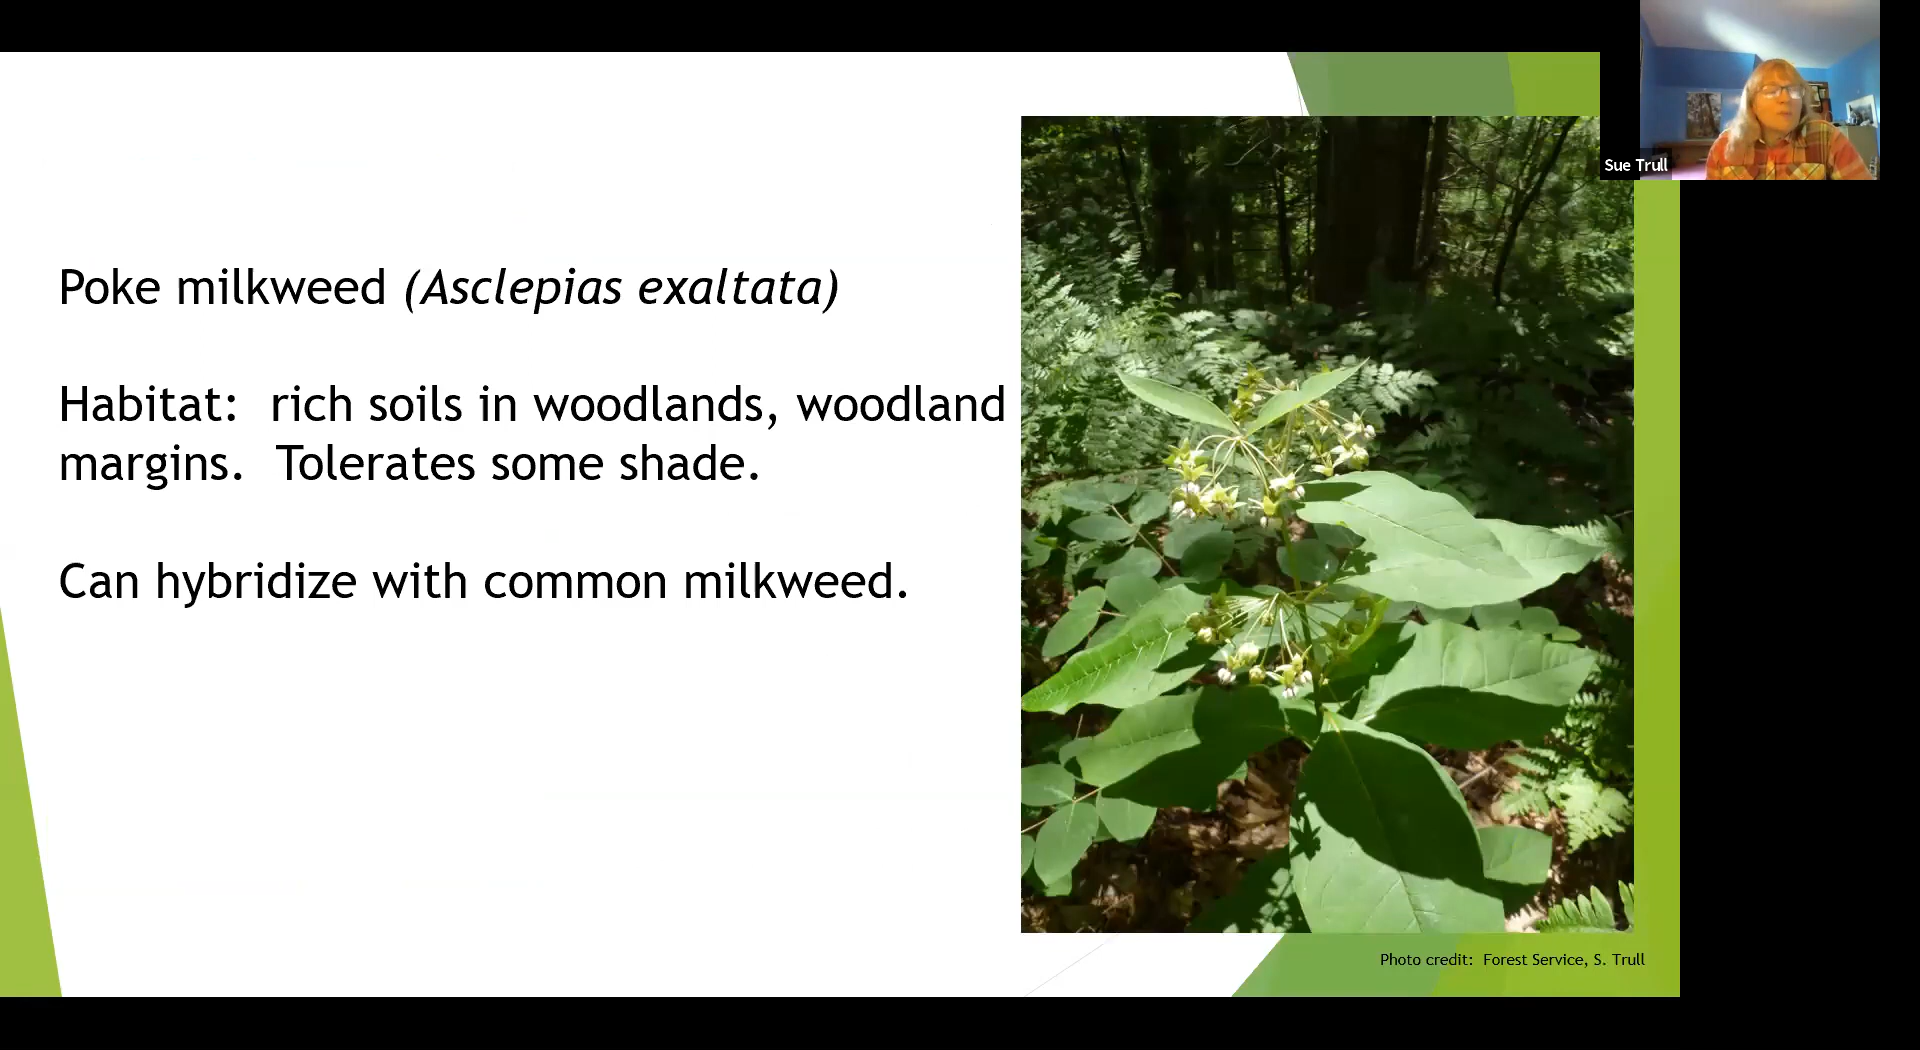 Sue Trull
Poke milkweed (Asclepias exaltata)
Habitat:  rich soils in woodlands, woodland
margins.  Tolerates some shade.
Can hybridize with common milkweed.
Photo credit:  Forest Service, S. Trull